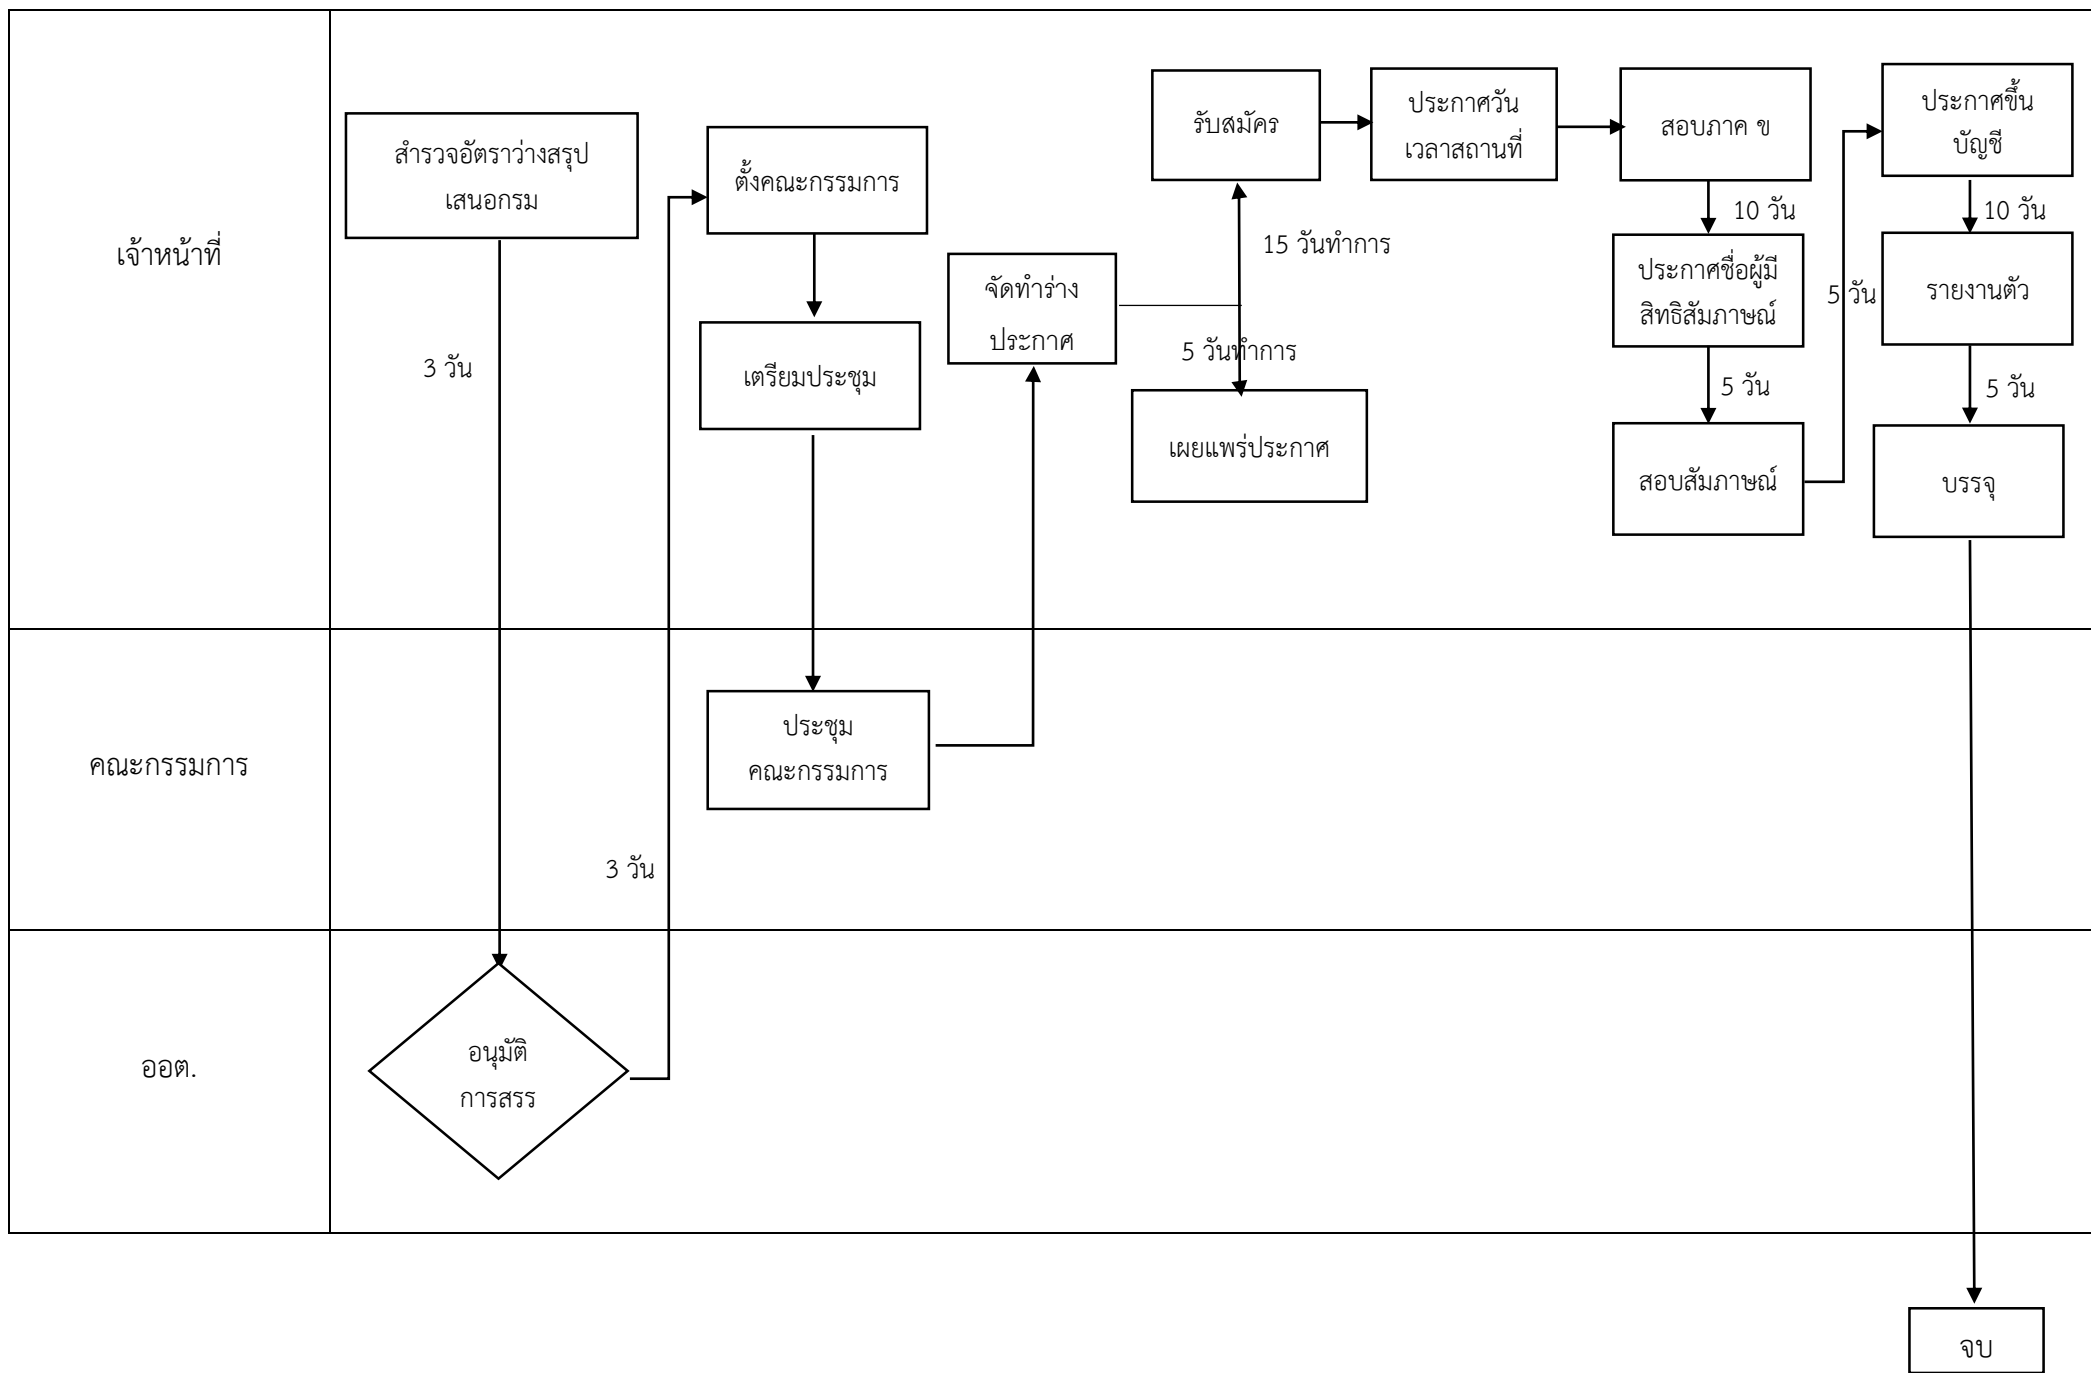 เจ้าหน้าที่
สำรวจอัตราว่างสรุป
เสนอกรม
3 วัน
ตั้งคณะกรรมการ
เตรียมประชุม
จัดทำร่าง
ประกาศ
รับสมัคร
15 วันทำการ
5 วันทำการ
เผยแพร่ประกาศ
ประกาศวัน
เวลาสถานที่
สอบภาค ข
10 วัน
ประกาศชื่อผู้มี
สิทธิสัมภาษณ์
5 วัน
สอบสัมภาษณ์
5 วัน
ประกาศขึ้น
บัญชี
10 วัน
รายงานตัว
5 วัน
บรรจุ
คณะกรรมการ
ประชุม
คณะกรรมการ
3 วัน
ออต.
อนุมัติ
การสรร
จบ